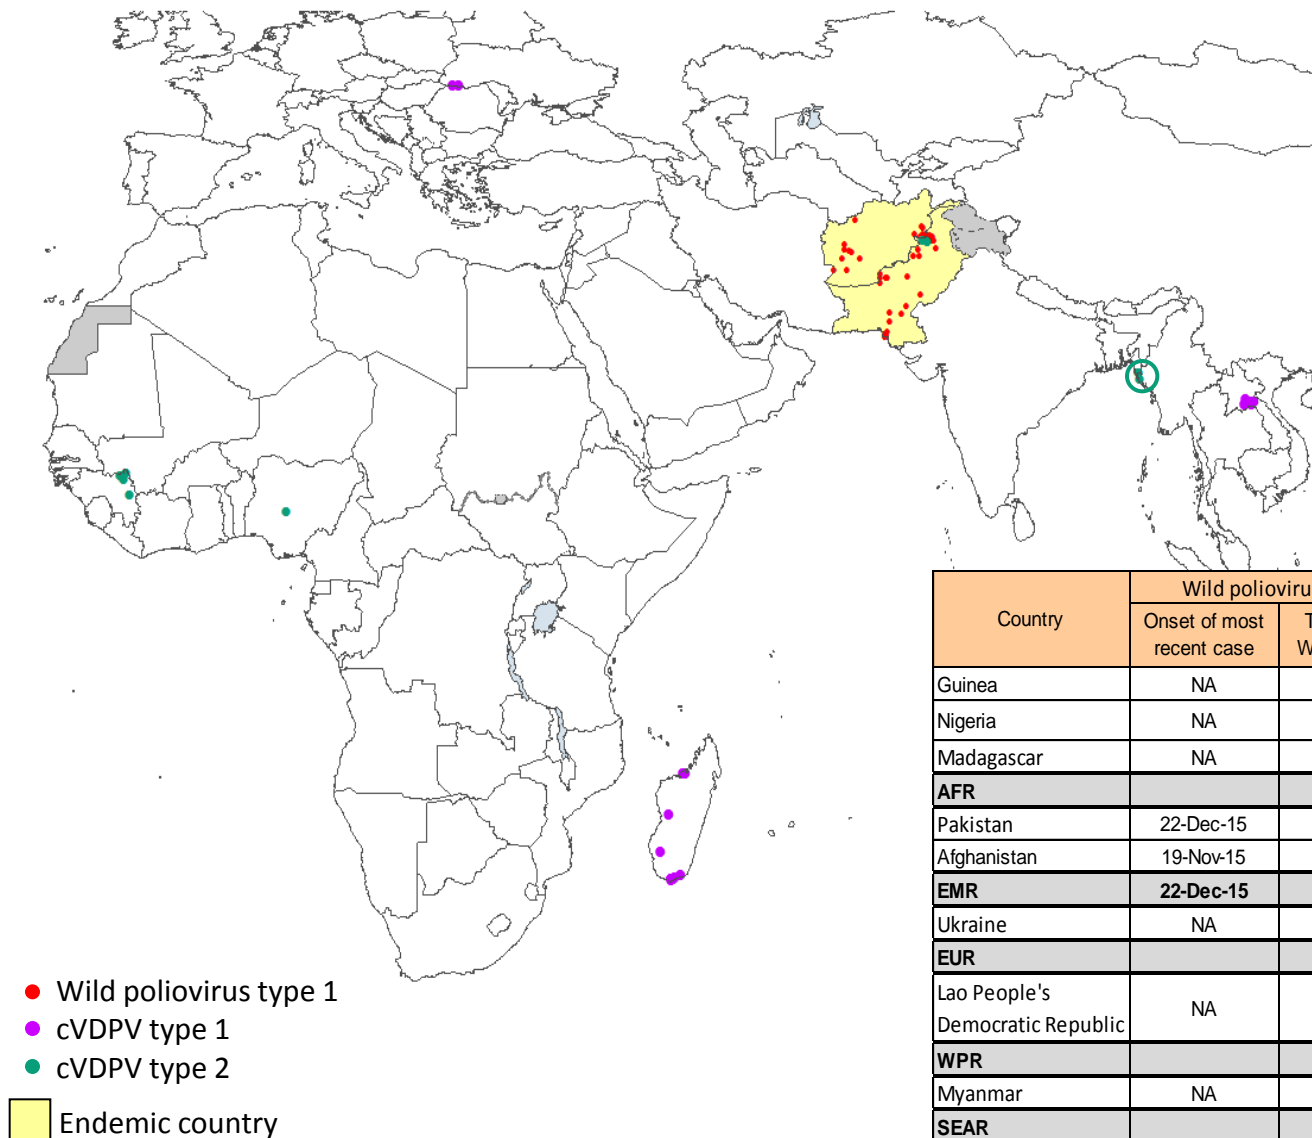 Wild poliovirus type 1
cVDPV type 1
cVDPV type 2
Endemic country
Country
Wild polioviru
Onset of most
recent case
T
W
Guinea NA
Nigeria NA
Madagascar NA
AFR
Pakistan 22-Dec-15
Afghanistan 19-Nov-15
EMR 22-Dec-15
Ukraine NA
EUR
Lao People's
Democratic Republic NA
WPR
Myanmar NA
SEAR